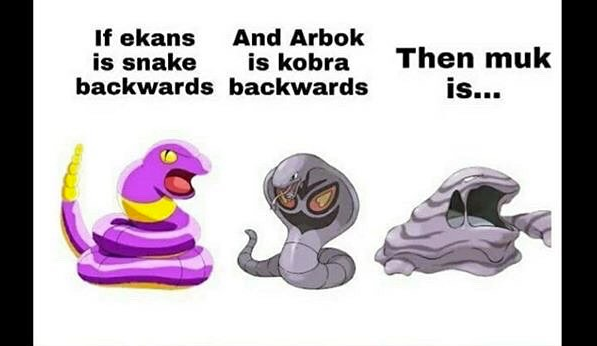 If ekans
is snake
backwards
And Arbok
is kobra
backwards
Then muk
is...